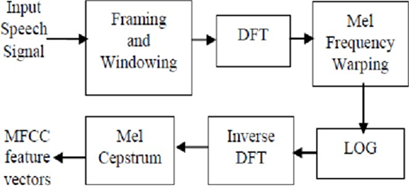 Input
Speech
Signal
Framing
and
Windowing
DFT
Mel
Frequency
Warping
LOG
Inverse
DFT
Mel
Cepstrum
MFCC
feature
vectors